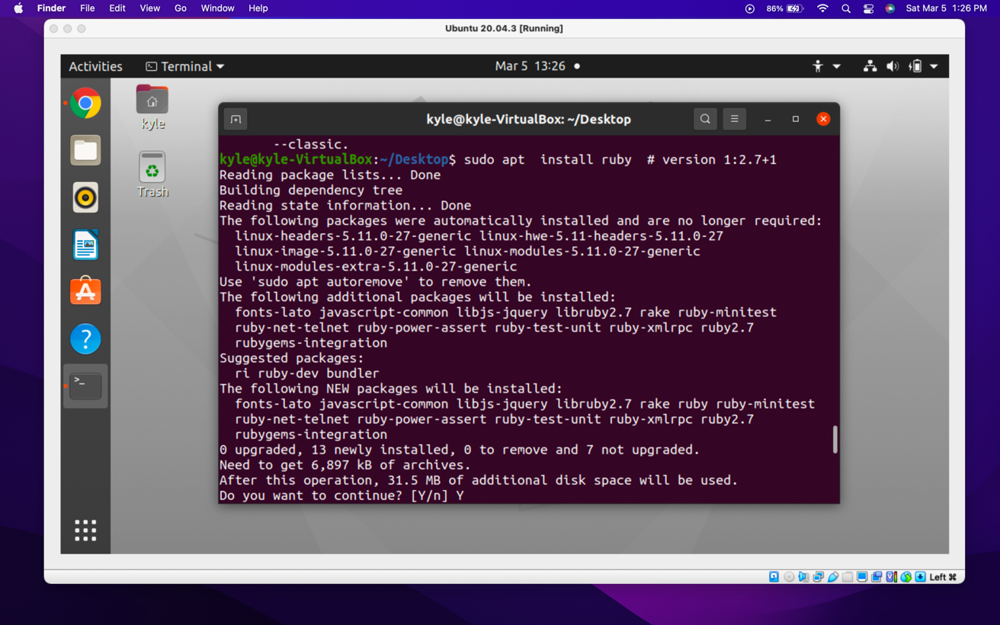 Finder File Edit View Go Window Help 86% Sat Mar 5 1:26 PM
Ubuntu 20.04.3 [Running]
Activities Terminal Mar 5 13:26
kyle
Trash
kyle@kyle-VirtualBox: ~/Desktop
--classic.
kyle@kyle-VirtualBox:~/Desktop$ sudo apt  install ruby  # version 1:2.7+1
Reading package lists... Done
Building dependency tree
Reading state information... Done
The following packages were automatically installed and are no longer required:
linux-headers-5.11.0-27-generic linux-hwe-5.11-headers-5.11.0-27
linux-image-5.11.0-27-generic linux-modules-5.11.0-27-generic
linux-modules-extra-5.11.0-27-generic
Use 'sudo apt autoremove' to remove them.
The following additional packages will be installed:
fonts-lato javascript-common libjs-jquery libruby2.7 rake ruby-minitest
ruby-net-telnet ruby-power-assert ruby-test-unit ruby-xmlrpc ruby2.7
rubygems-integration
Suggested packages:
ri ruby-dev bundler
The following NEW packages will be installed:
fonts-lato javascript-common libjs-jquery libruby2.7 rake ruby ruby-minitest
ruby-net-telnet ruby-power-assert ruby-test-unit ruby-xmlrpc ruby2.7
rubygems-integration
0 upgraded, 13 newly installed, 0 to remove and 7 not upgraded.
Need to get 6,897 kB of archives.
After this operation, 31.5 MB of additional disk space will be used.
Do you want to continue? [Y/n] Y
Left ⌘